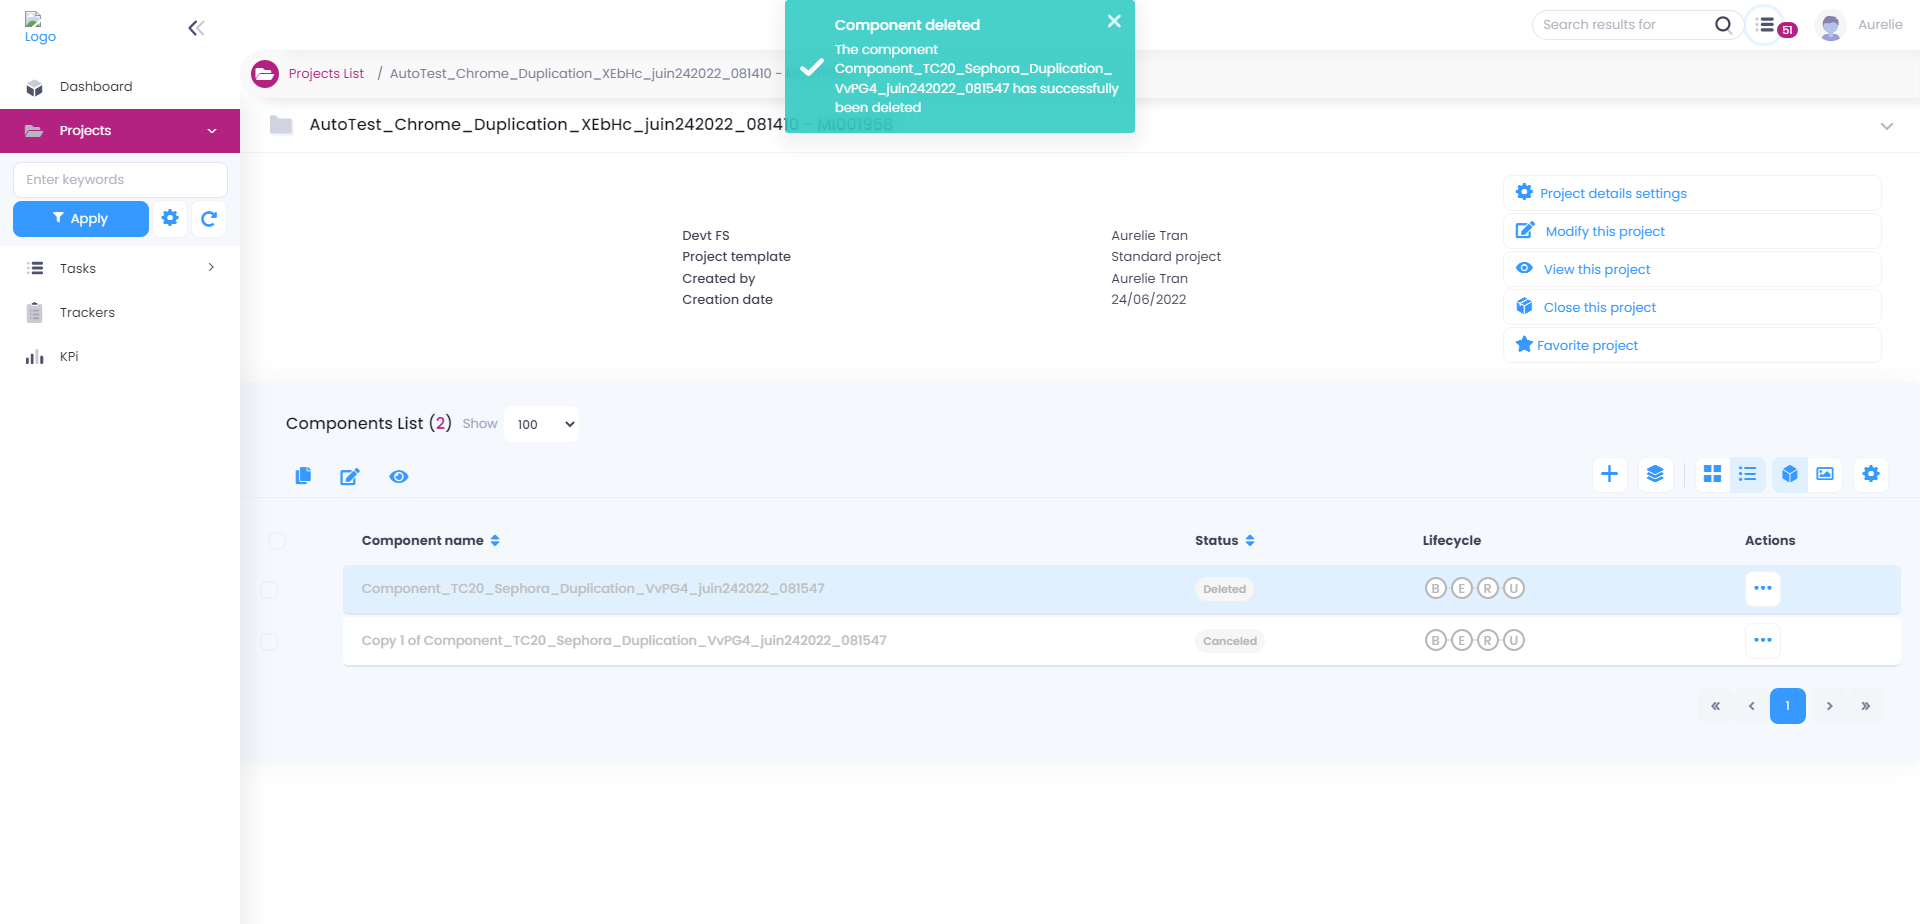 Logo
Component deleted
The component
Component_TC20_Sephora_Duplication_
VvPG4_juin242022_081547 has successfully
been deleted
Search results for
51
Aurelie
Projects List / AutoTest_Chrome_Duplication_XEbHc_juin242022_081410 -
Dashboard
Projects
AutoTest_Chrome_Duplication_XEbHc_juin242022_081410 - MI001958
Enter keywords
Apply
Tasks
Trackers
KPi
Devt FS Aurelie Tran
Project template Standard project
Created by Aurelie Tran
Creation date 24/06/2022
Project details settings
Modify this project
View this project
Close this project
Favorite project
Components List (2) Show 100
Component name Status Lifecycle Actions
Component_TC20_Sephora_Duplication_VvPG4_juin242022_081547 Deleted B E R U
Copy 1 of Component_TC20_Sephora_Duplication_VvPG4_juin242022_081547 Canceled B E R U
« ‹ 1 › »